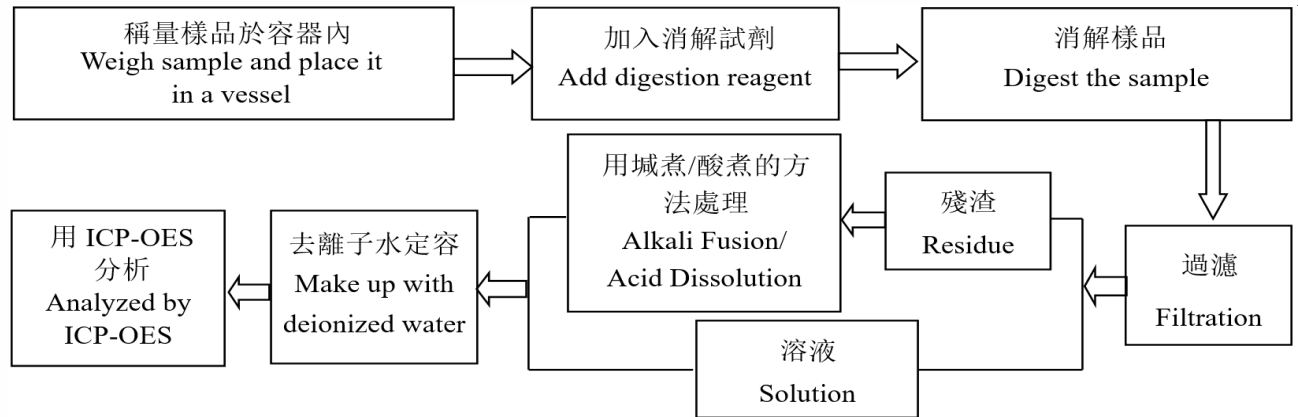 稱量樣品於容器內
Weigh sample and place it
in a vessel
加入消解試劑
Add digestion reagent
消解樣品
Digest the sample
過濾
Filtration
殘渣
Residue
用堿煮/酸煮的方
法處理
Alkali Fusion/
Acid Dissolution
溶液
Solution
去離子水定容
Make up with
deionized water
用 ICP-OES
分析
Analyzed by
ICP-OES